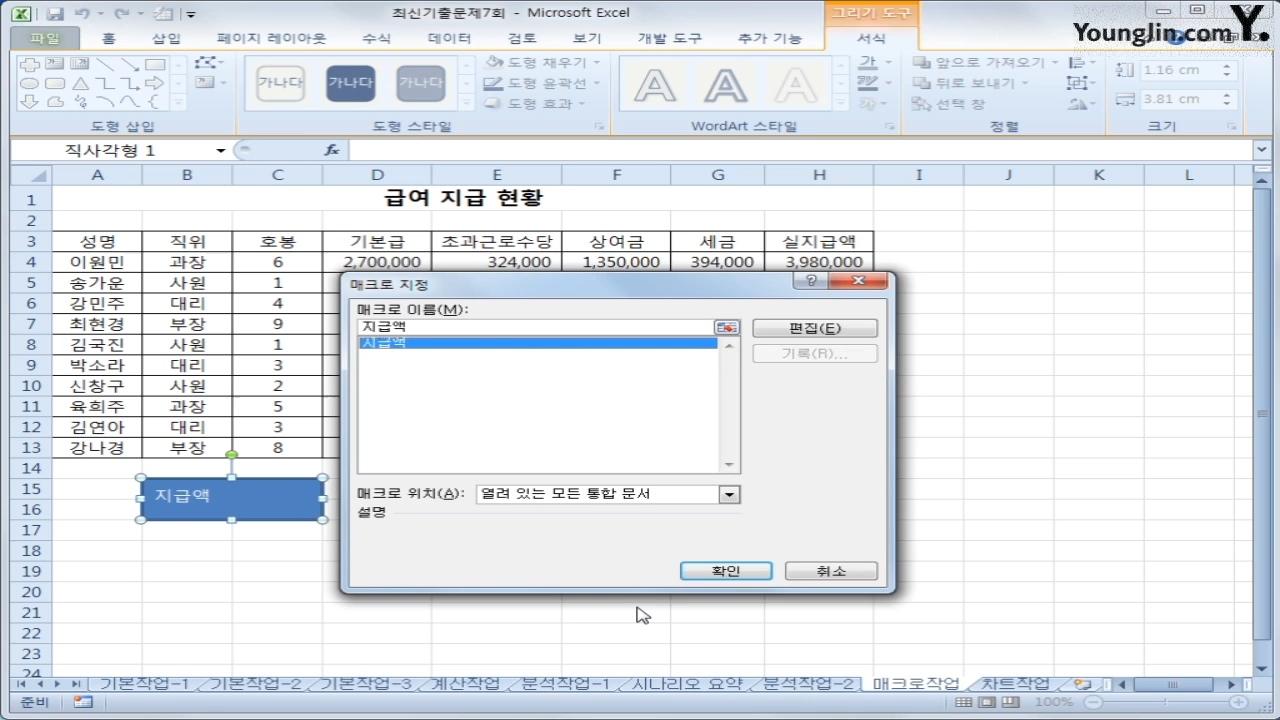 최신기출문제7회 - Microsoft Excel
그리기 도구
Youngjin.com Y.
파일 홈 삽입 페이지 레이아웃 수식 데이터 검토 보기 개발 도구 추가 기능 서식
가나다 가나다 가나다
도형 채우기
도형 윤곽선
도형 효과
A A A
가
앞으로 가져오기
뒤로 보내기
선택 창
1.16 cm
3.81 cm
도형 삽입 도형 스타일 WordArt 스타일 정렬 크기
직사각형 1 fx
A B C D E F G H I J K L
1 급여 지급 현황
2
3 성명 직위 호봉 기본급 초과근로수당 상여금 세금 실지급액
4 이원민 과장 6 2,700,000 324,000 1,350,000 394,000 3,980,000
5 송가운 사원 1
6 강민주 대리 4
7 최현경 부장 9
8 김국진 사원 1
9 박소라 대리 3
10 신창구 사원 2
11 육희주 과장 5
12 김연아 대리 3
13 강나경 부장 8
14
15 지급액
16
17
18
19
20
21
22
23
24
매크로 지정
매크로 이름(M):
지급액
지급액
편집(E)
기록(R)...
매크로 위치(A): 열려 있는 모든 통합 문서
설명
확인 취소
기본작업-1 기본작업-2 기본작업-3 계산작업 분석작업-1 시나리오 요약 분석작업-2 매크로작업 차트작업
준비 100%